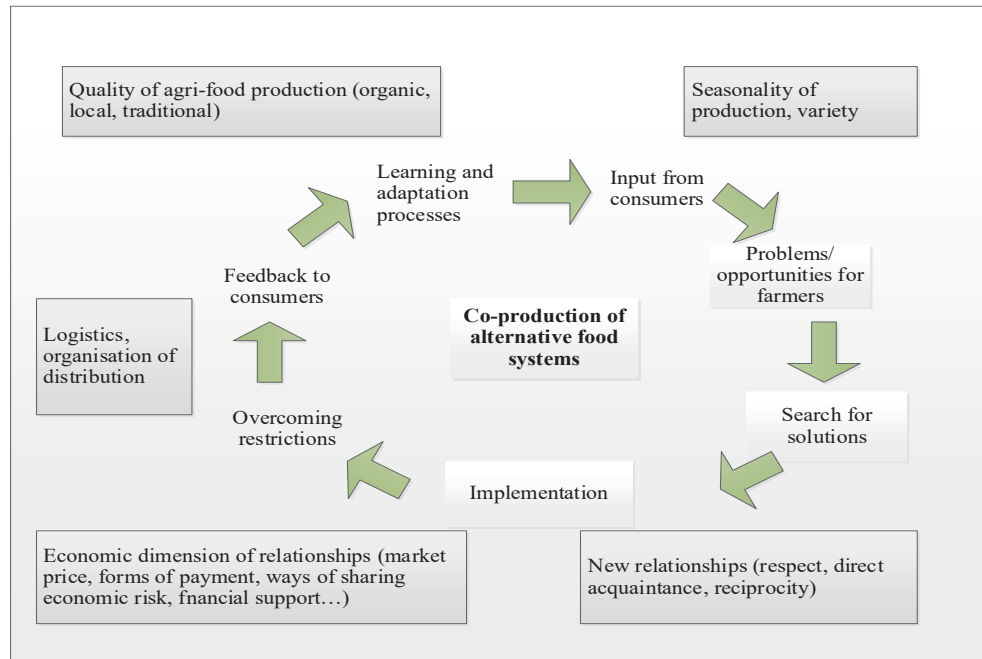 Quality of agri-food production (organic,
local, traditional)
Seasonality of
production, variety
Learning and
adaptation
processes
Input from
consumers
Problems/
opportunities for
farmers
Feedback to
consumers
Co-production of
alternative food
systems
Logistics,
organisation of
distribution
Search for
solutions
Overcoming
restrictions
Implementation
Economic dimension of relationships (market
price, forms of payment, ways of sharing
economic risk, fnancial support…)
New relationships (respect, direct
acquaintance, reciprocity)